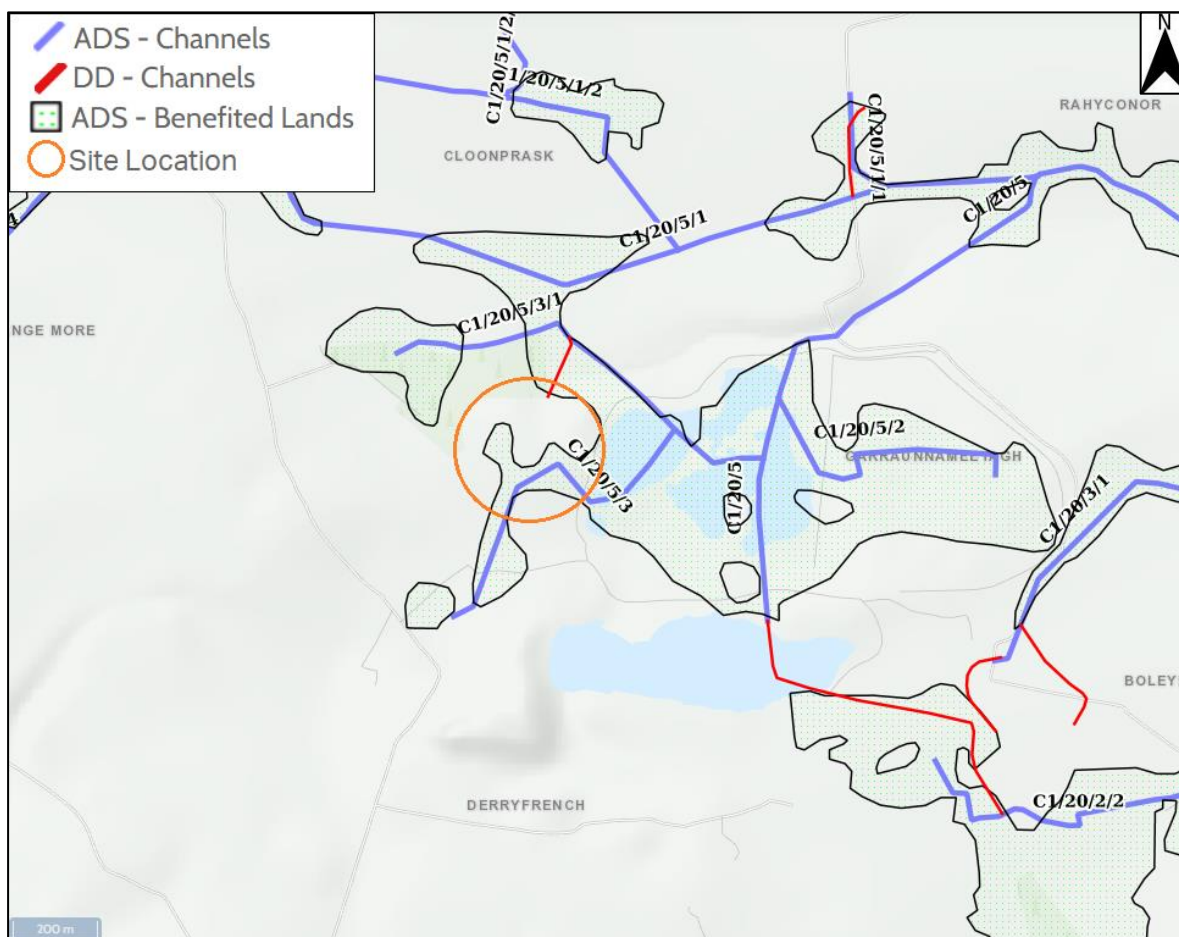 ADS - Channels
DD - Channels
ADS - Benefited Lands
Site Location
N
C1/20/5/1/2/
1/20/5/1/2
C1/20/5/1/1
RAHYCONOR
CLOONPRASK
C1/20/5
4
C1/20/5/1
C1/20/5/3/1
NGE MORE
C1/20/5/2
GARRAUNNAMETHIGH
C1/20/5/3
C1/20/5
C1/20/3/1
BOLEY
C1/20/2/2
DERRYFRENCH
200 m